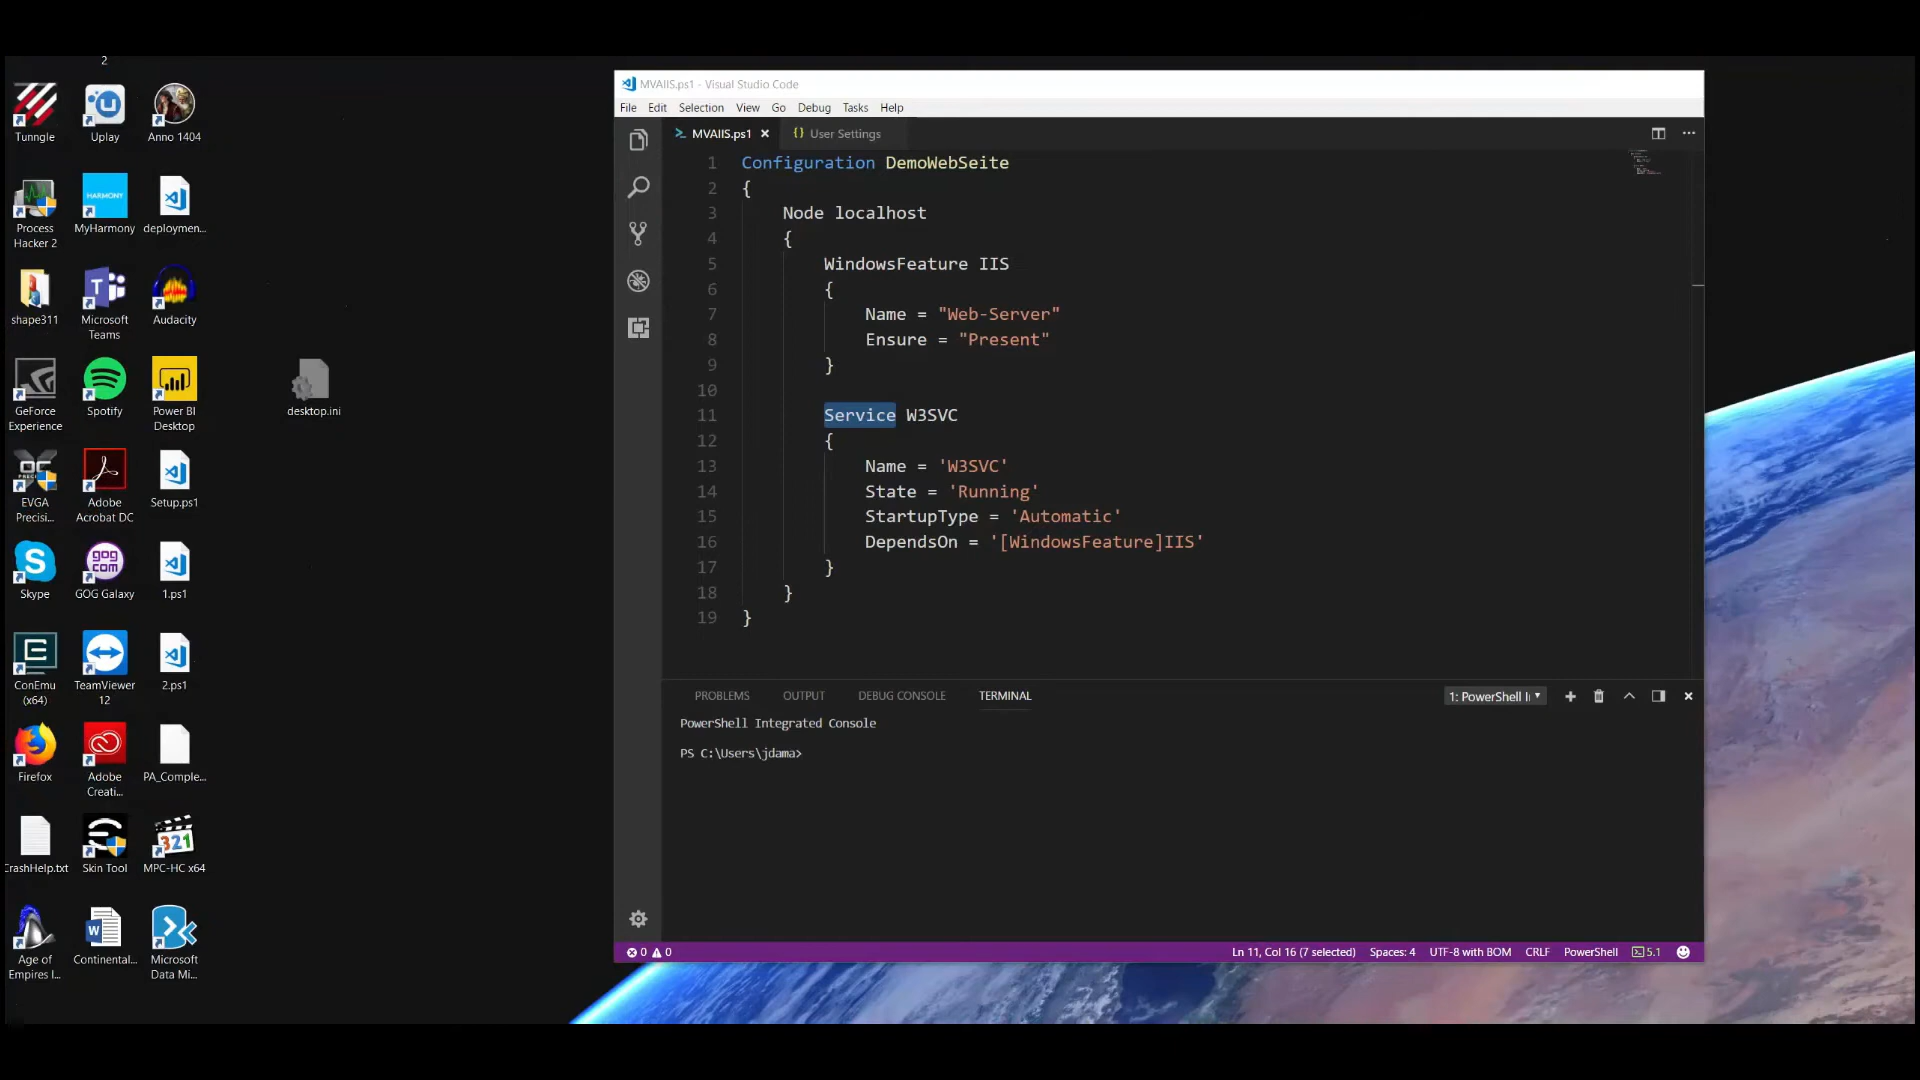 2
Tunngle
Uplay
Anno 1404
Process
Hacker 2
HARMONY
MyHarmony
deploymen...
shape311
Microsoft
Teams
Audacity
GeForce
Experience
Spotify
Power BI
Desktop
desktop.ini
EVGA
Precisi...
Adobe
Acrobat DC
Setup.ps1
Skype
gog
com
GOG Galaxy
1.ps1
ConEmu
(x64)
TeamViewer
12
2.ps1
Firefox
Adobe
Creati...
PA_Comple...
CrashHelp.txt
Skin Tool
321
MPC-HC x64
Age of
Empires I...
Continental...
Microsoft
Data Mi...
MVAIIS.ps1 - Visual Studio Code
File Edit Selection View Go Debug Tasks Help
MVAIIS.ps1 User Settings
1 Configuration DemoWebSeite
2 {
3 Node localhost
4 {
5 WindowsFeature IIS
6 {
7 Name = "Web-Server"
8 Ensure = "Present"
9 }
10
11 Service W3SVC
12 {
13 Name = 'W3SVC'
14 State = 'Running'
15 StartupType = 'Automatic'
16 DependsOn = '[WindowsFeature]IIS'
17 }
18 }
19 }
PROBLEMS OUTPUT DEBUG CONSOLE TERMINAL 1: PowerShell I
PowerShell Integrated Console
PS C:\Users\jdama>
0 0 Ln 11, Col 16 (7 selected) Spaces: 4 UTF-8 with BOM CRLF PowerShell 5.1